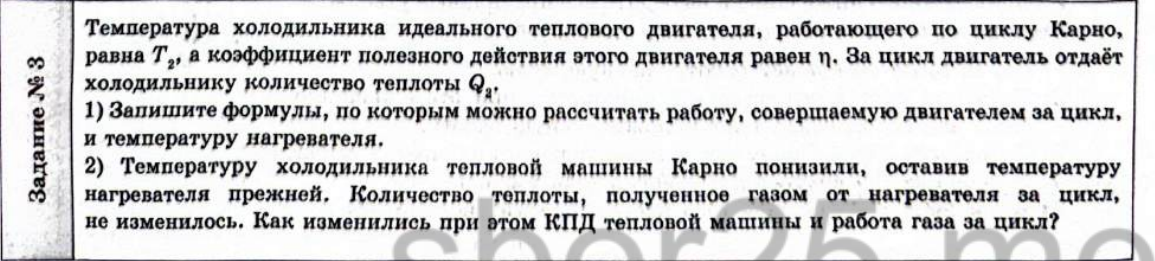 Задание № 3
Температура холодильника идеального теплового двигателя, работающего по циклу Карно,
равна T₂, а коэффициент полезного действия этого двигателя равен η. За цикл двигатель отдаёт
холодильнику количество теплоты Q₂.
1) Запишите формулы, по которым можно рассчитать работу, совершаемую двигателем за цикл,
и температуру нагревателя.
2) Температуру холодильника тепловой машины Карно понизили, оставив температуру
нагревателя прежней. Количество теплоты, полученное газом от нагревателя за цикл,
не изменилось. Как изменились при этом КПД тепловой машины и работа газа за цикл?